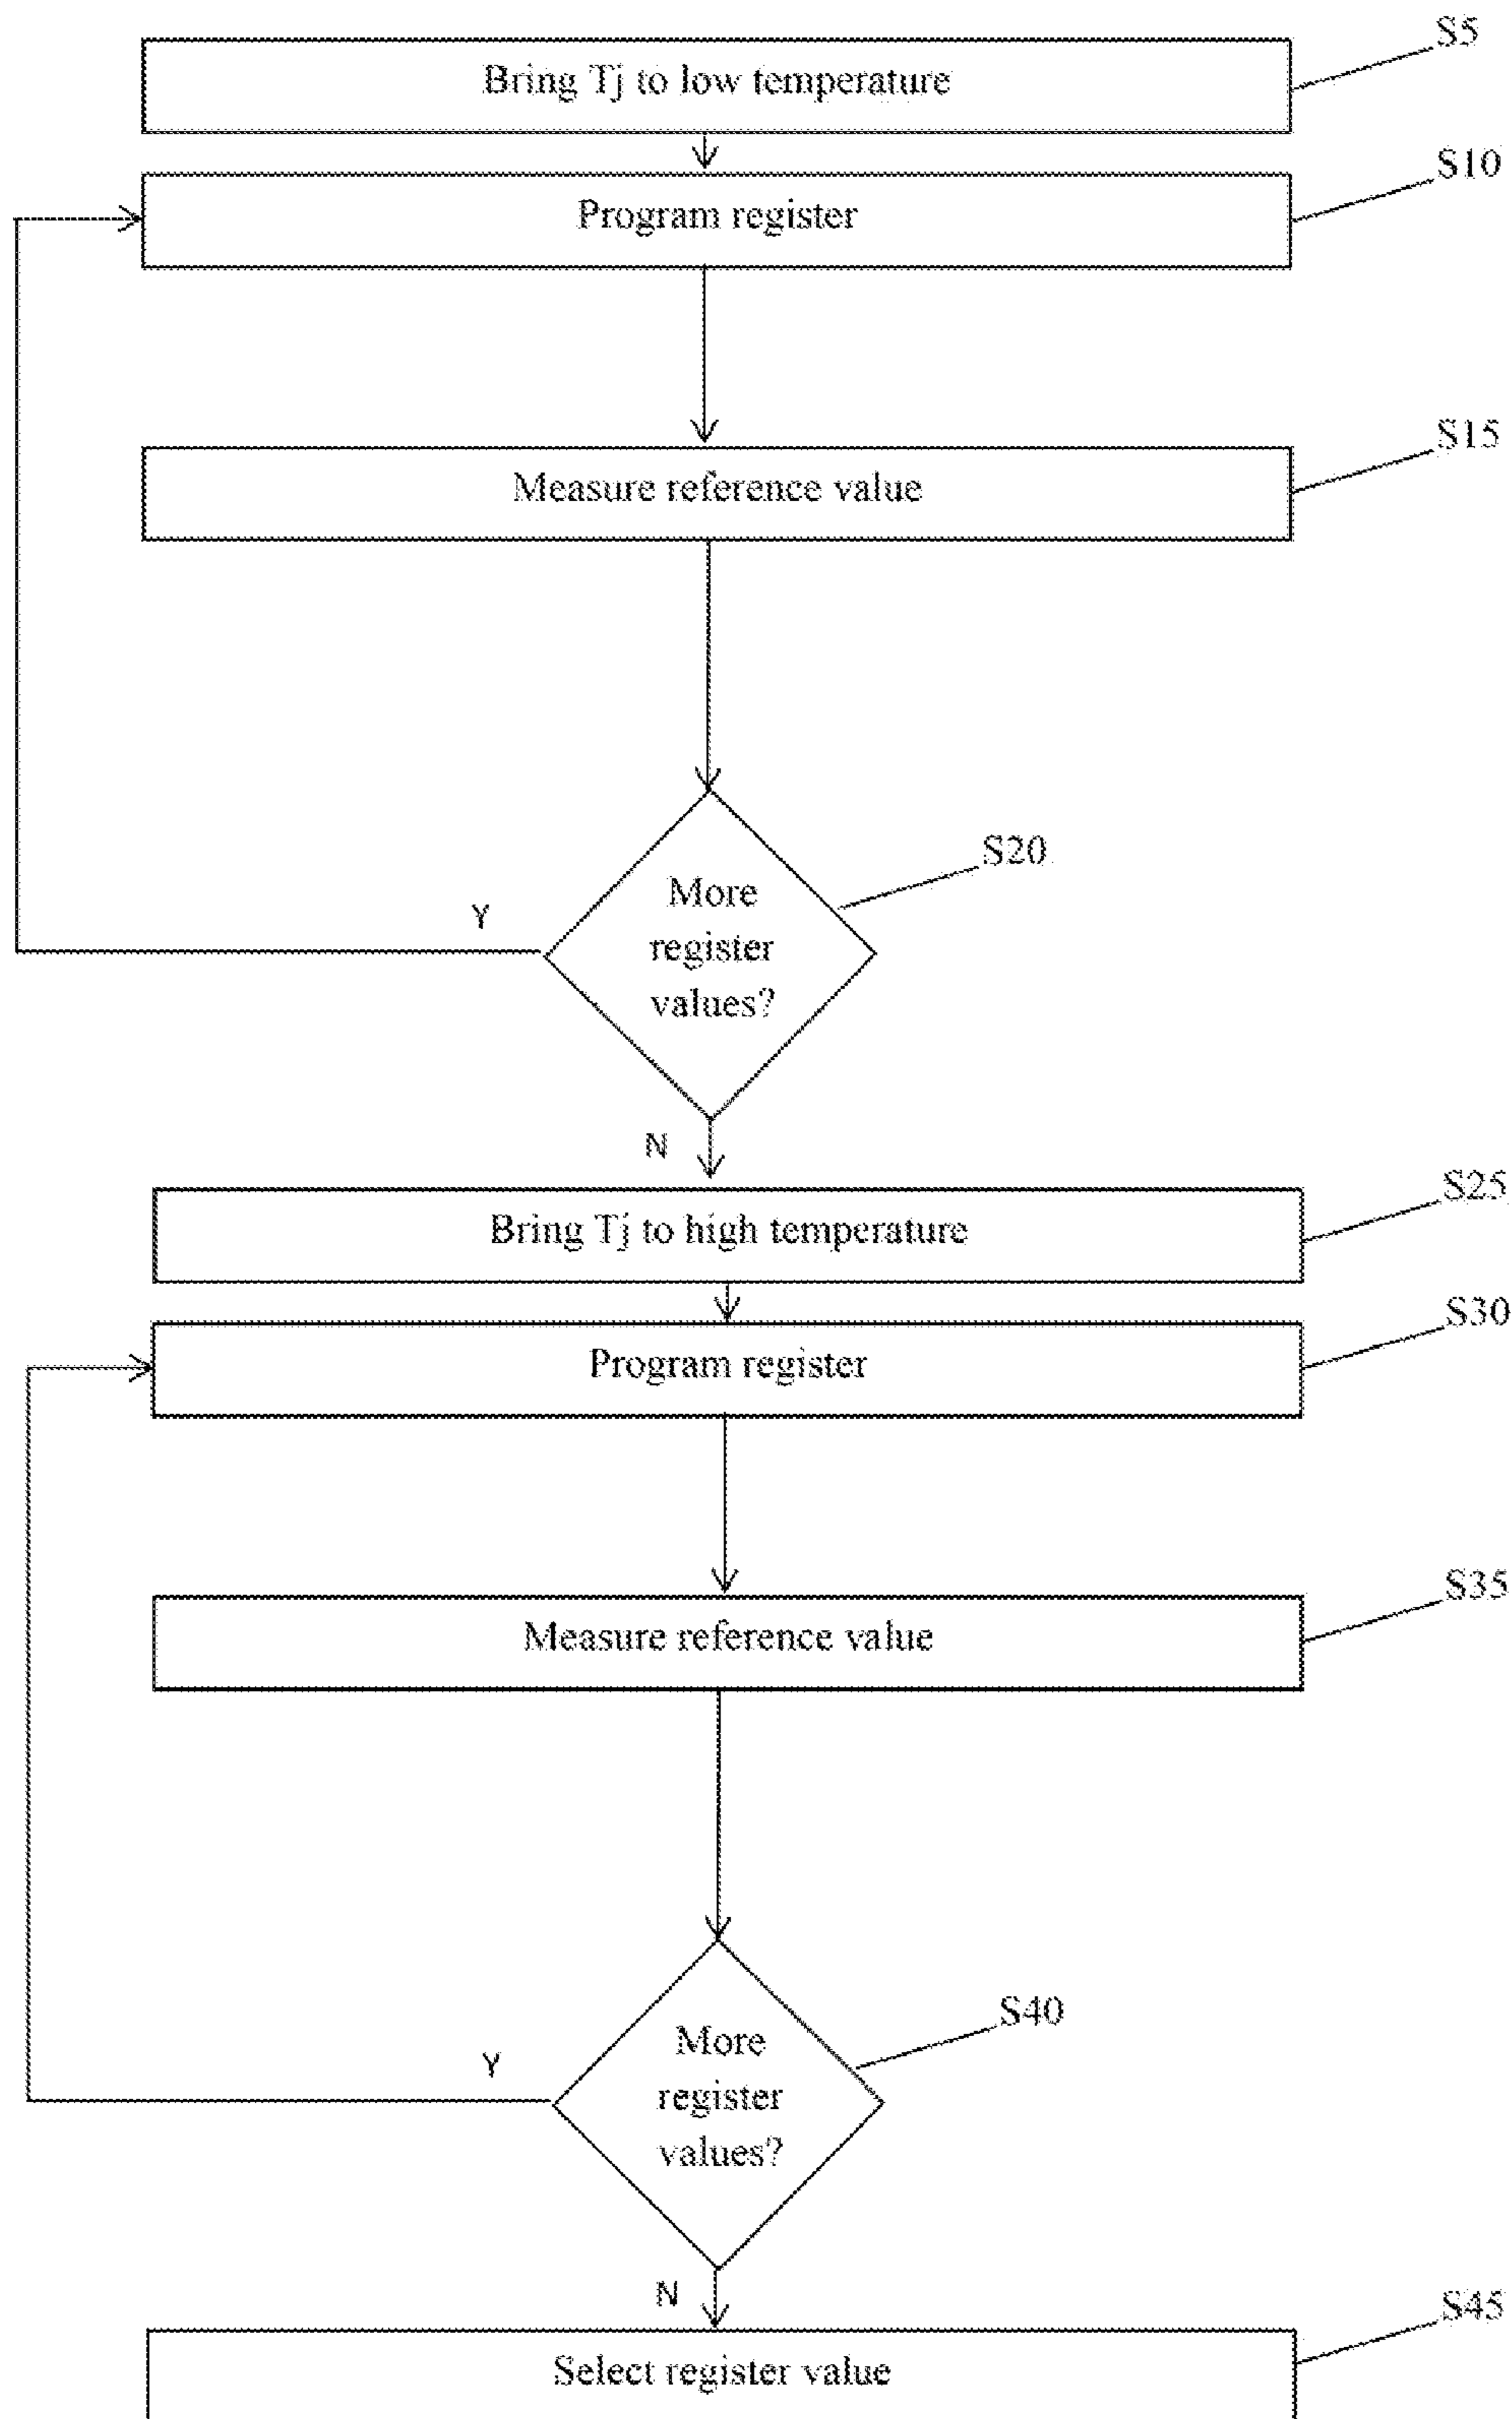 S5
Bring Tj to low temperature
S10
Program register
S15
Measure reference value
S20
More
register
values?
Y
N
S25
Bring Tj to high temperature
S30
Program register
S35
Measure reference value
S40
More
register
values?
Y
N
S45
Select register value